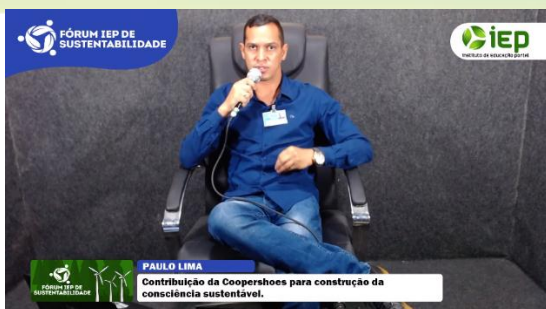 FÓRUM IEP DE
SUSTENTABILIDADE
iep
instituto de educação portal
PAULO LIMA
Contribuição da Coopershoes para construção da
consciência sustentável.
FÓRUM IEP DE
SUSTENTABILIDADE